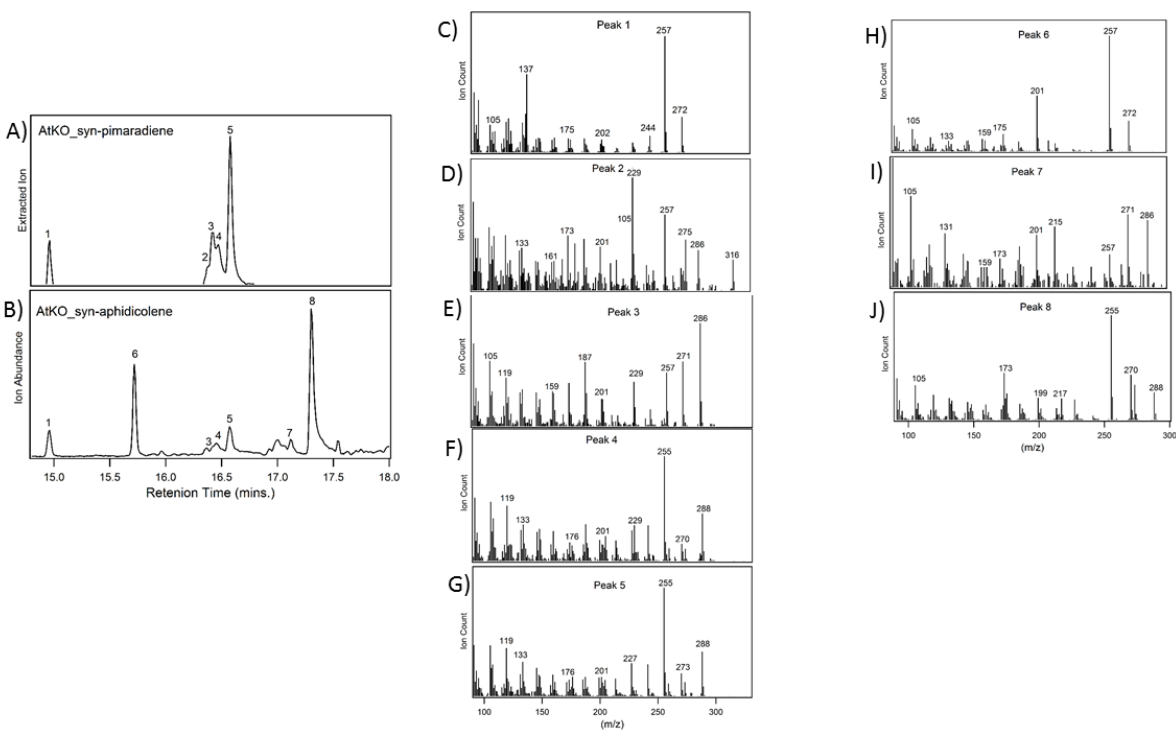 A)
AtKO_syn-pimaradiene
Extracted Ion
1
2
3
4
5
B)
AtKO_syn-aphidicolene
Ion Abundance
1
6
3
4
5
7
8
15.0 15.5 16.0 16.5 17.0 17.5 18.0
Retenion Time (mins.)
C)
Peak 1
Ion Count
105
137
175
202
244
257
272
D)
Peak 2
Ion Count
133
161
173
201
105
229
257
275
286
316
E)
Peak 3
Ion Count
105
119
159
187
201
229
257
271
286
F)
Peak 4
Ion Count
119
133
176
201
229
255
270
288
G)
Peak 5
Ion Count
119
133
176
201
227
255
273
288
100 150 200 250 300
(m/z)
H)
Peak 6
Ion Count
105
133
159
175
201
257
272
I)
Peak 7
Ion Count
105
131
159
173
201
215
257
271
286
J)
Peak 8
Ion Count
105
173
199
217
255
270
288
100 150 200 250 300
(m/z)